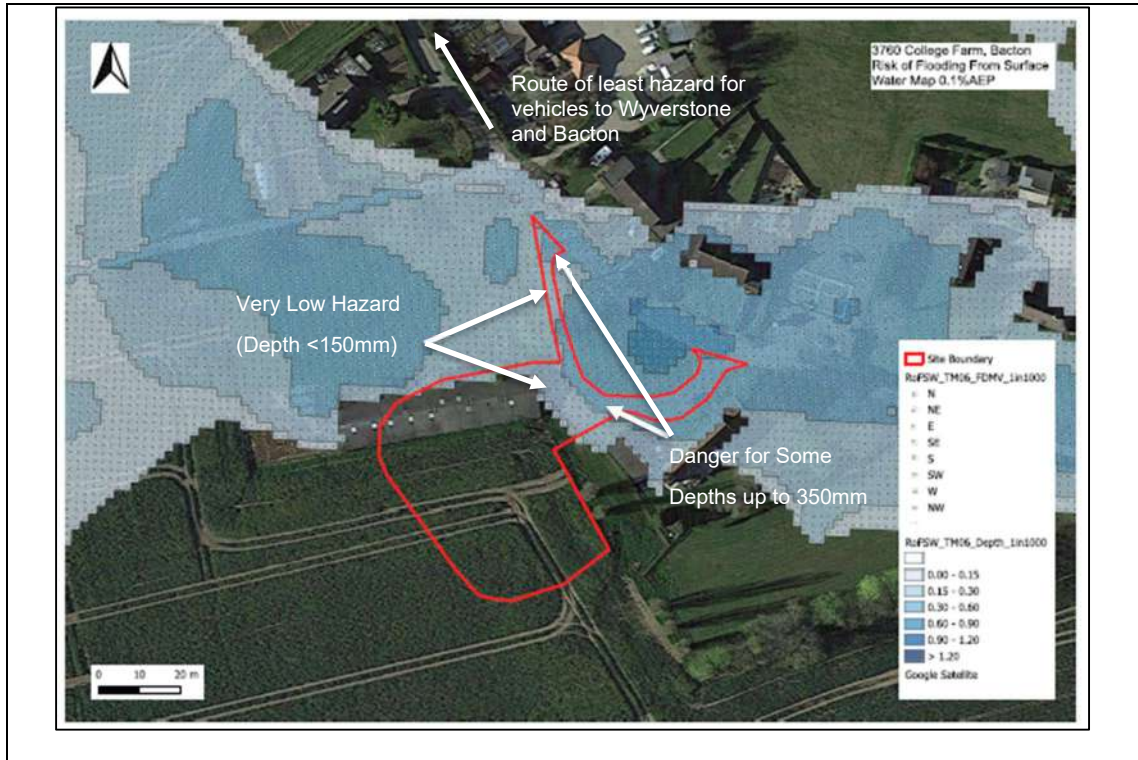 3760 College Farm, Bacton
Risk of Flooding From Surface
Water Map 0.1%AEP
Route of least hazard for
vehicles to Wyverstone
and Bacton
Very Low Hazard
(Depth <150mm)
Danger for Some
Depths up to 350mm
Site Boundary
RoFSW_TM06_FDMV_1in1000
N
NE
E
SE
S
SW
W
NW
RoFSW_TM06_Depth_1in1000
0.00 - 0.15
0.15 - 0.30
0.30 - 0.60
0.60 - 0.90
0.90 - 1.20
> 1.20
Google Satellite
0 10 20 m